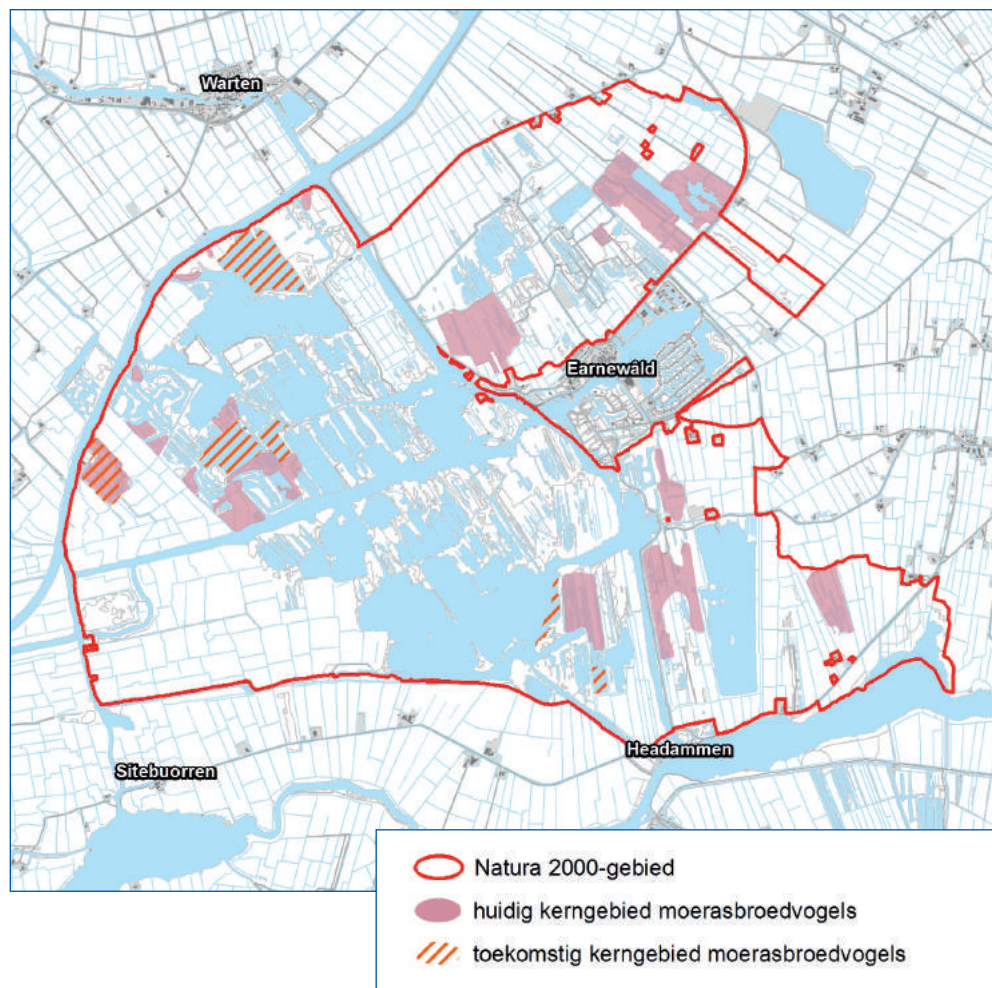 Warten
Earnewâld
Headammen
Sitebuorren
Natura 2000-gebied
huidig kerngebied moerasbroedvogels
toekomstig kerngebied moerasbroedvogels